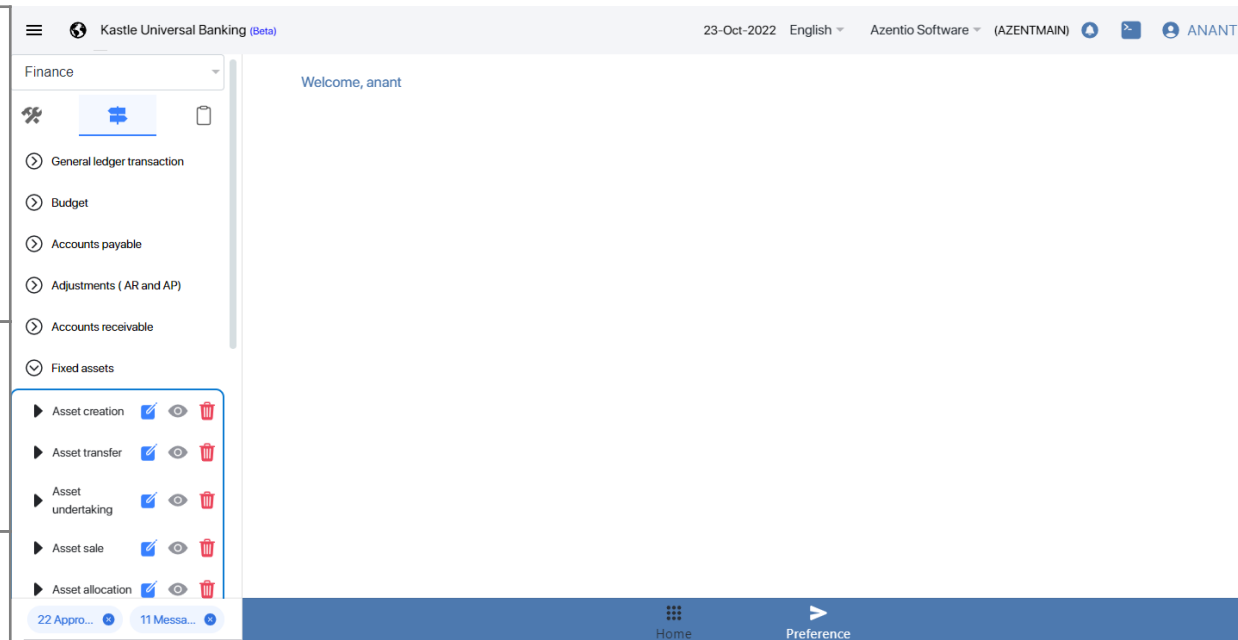 Kastle Universal Banking (Beta)
23-Oct-2022 English Azentio Software (AZENTMAIN) ANANT
Finance
Welcome, anant
General ledger transaction
Budget
Accounts payable
Adjustments ( AR and AP)
Accounts receivable
Fixed assets
Asset creation
Asset transfer
Asset
undertaking
Asset sale
Asset allocation
22 Appro... 11 Messa...
Home Preference